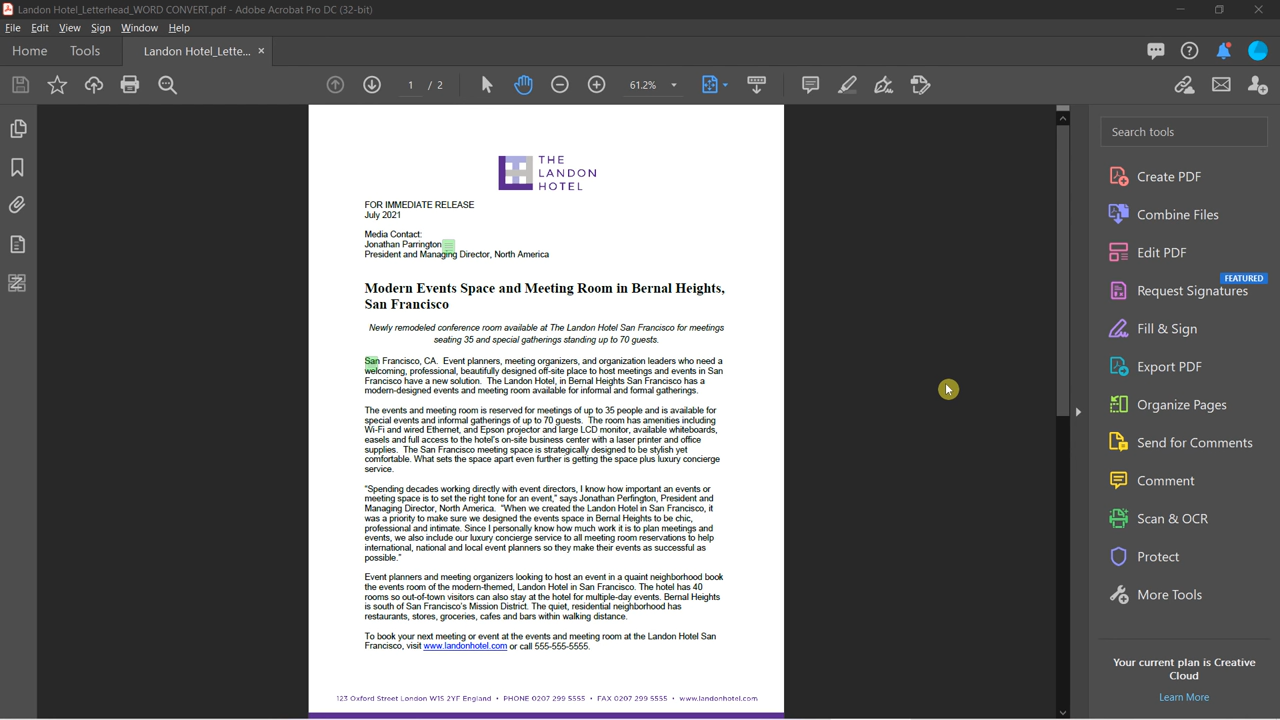 Landon Hotel_Letterhead_WORD CONVERT.pdf - Adobe Acrobat Pro DC (32-bit)
File Edit View Sign Window Help
Home Tools Landon Hotel_Lette... ×
1 / 2 61.2%
Search tools
Create PDF
Combine Files
Edit PDF
FEATURED
Request Signatures
Fill & Sign
Export PDF
Organize Pages
Send for Comments
Comment
Scan & OCR
Protect
More Tools
Your current plan is Creative
Cloud
Learn More
THE
LANDON
HOTEL
FOR IMMEDIATE RELEASE
July 2021
Media Contact:
Jonathan Parrington
President and Managing Director, North America
Modern Events Space and Meeting Room in Bernal Heights,
San Francisco
Newly remodeled conference room available at The Landon Hotel San Francisco for meetings
seating 35 and special gatherings standing up to 70 guests.
San Francisco, CA. Event planners, meeting organizers, and organization leaders who need a
welcoming, professional, beautifully designed off-site place to host meetings and events in San
Francisco have a new solution. The Landon Hotel, in Bernal Heights San Francisco has a
modern-designed events and meeting room available for informal and formal gatherings.
The events and meeting room is reserved for meetings of up to 35 people and is available for
special events and informal gatherings of up to 70 guests. The room has amenities including
Wi-Fi and wired Ethernet, and Epson projector and large LCD monitor, available whiteboards,
easels and full access to the hotel's on-site business center with a laser printer and office
supplies. The San Francisco meeting space is strategically designed to be stylish yet
comfortable. What sets the space apart even further is getting the space plus luxury concierge
service.
"Spending decades working directly with event directors, I know how important an events or
meeting space is to set the right tone for an event," says Jonathan Perfington, President and
Managing Director, North America. "When we created the Landon Hotel in San Francisco, it
was a priority to make sure we designed the events space in Bernal Heights to be chic,
professional and intimate. Since I personally know how much work it is to plan meetings and
events, we also include our luxury concierge service to all meeting room reservations to help
international, national and local event planners so they make their events as successful as
possible."
Event planners and meeting organizers looking to host an event in a quaint neighborhood book
the events room of the modern-themed, Landon Hotel in San Francisco. The hotel has 40
rooms so out-of-town visitors can also stay at the hotel for multiple-day events. Bernal Heights
is south of San Francisco's Mission District. The quiet, residential neighborhood has
restaurants, stores, groceries, cafes and bars within walking distance.
To book your next meeting or event at the events and meeting room at the Landon Hotel San
Francisco, visit www.landonhotel.com or call 555-555-5555.
123 Oxford Street London W1S 2YF England • PHONE 0207 299 5555 • FAX 0207 299 5555 • www.landonhotel.com